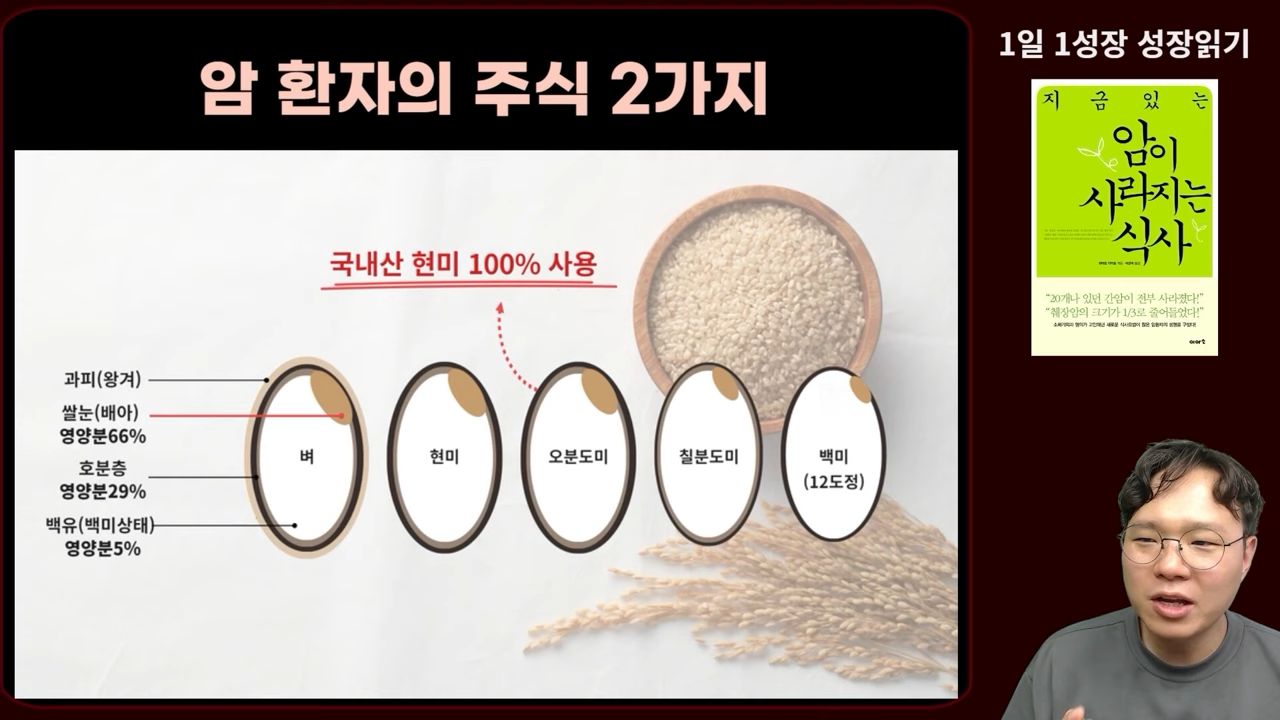 암 환자의 주식 2가지
국내산 현미 100% 사용
과피(왕겨)
쌀눈(배아)
영양분66%
호분층
영양분29%
백유(백미상태)
영양분5%
벼
현미
오분도미
칠분도미
백미
(12도정)
1일 1성장 성장읽기
지금있는
암이
사라지는
식사
“20개나 있던 간암이 전부 사라졌다!”
“췌장암의 크기가 1/3로 줄어들었다!”